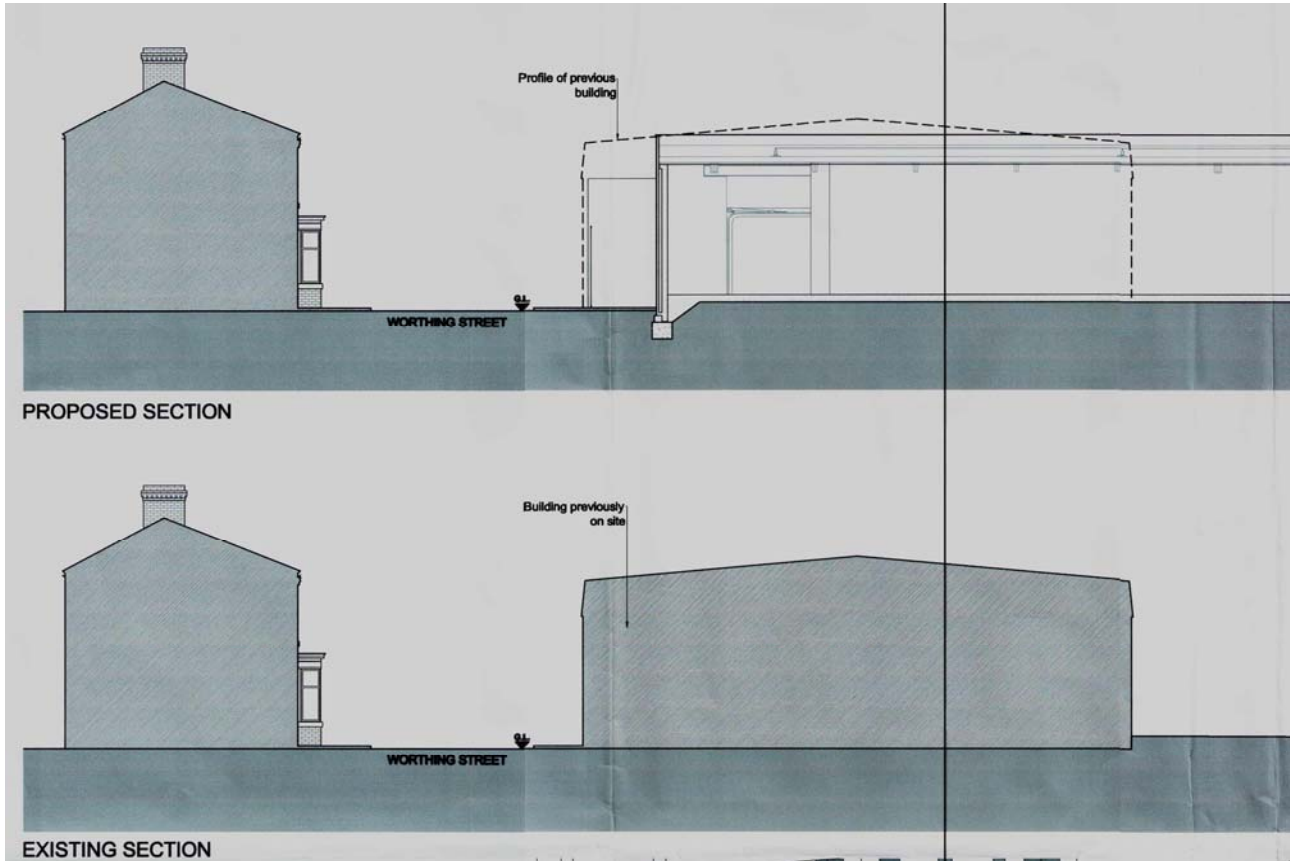 Profile of previous
building
G.L
WORTHING STREET
PROPOSED SECTION
Building previously
on site
G.L
WORTHING STREET
EXISTING SECTION